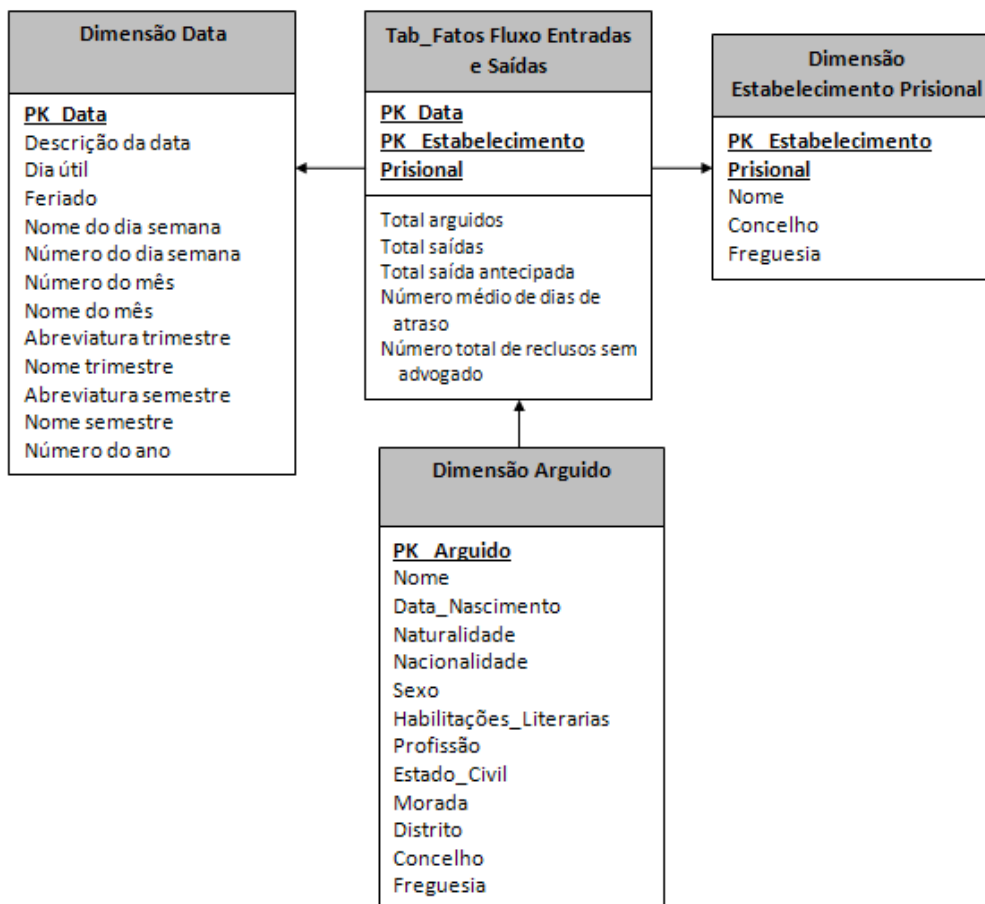 Dimensão Data
PK_Data
Descrição da data
Dia útil
Feriado
Nome do dia semana
Número do dia semana
Número do mês
Nome do mês
Abreviatura trimestre
Nome trimestre
Abreviatura semestre
Nome semestre
Número do ano
Tab_Fatos Fluxo Entradas
e Saídas
PK_Data
PK_Estabelecimento
Prisional
Total arguidos
Total saídas
Total saída antecipada
Número médio de dias de
atraso
Número total de reclusos sem
advogado
Dimensão
Estabelecimento Prisional
PK_Estabelecimento
Prisional
Nome
Concelho
Freguesia
Dimensão Arguido
PK_Arguido
Nome
Data_Nascimento
Naturalidade
Nacionalidade
Sexo
Habilitações_Literarias
Profissão
Estado_Civil
Morada
Distrito
Concelho
Freguesia